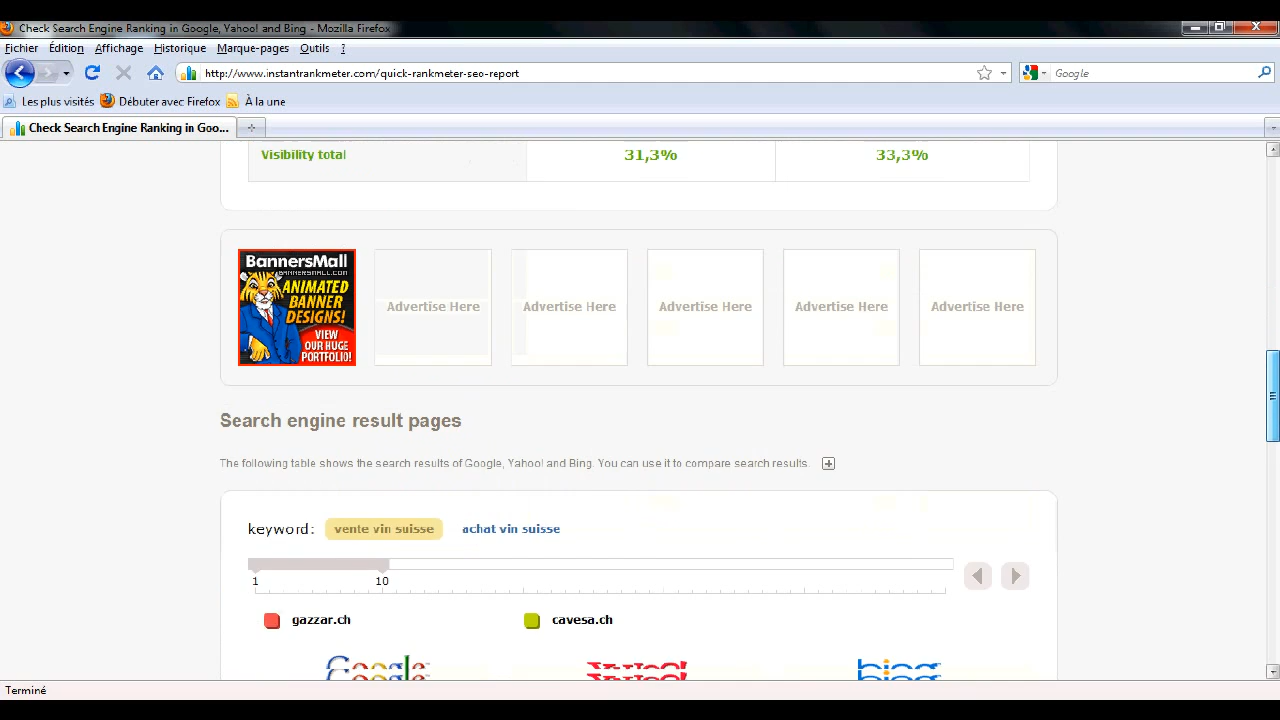 Check Search Engine Ranking in Google, Yahoo! and Bing - Mozilla Firefox
Fichier Édition Affichage Historique Marque-pages Outils ?
http://www.instantrankmeter.com/quick-rankmeter-seo-report Google
Les plus visités Débuter avec Firefox À la une
Check Search Engine Ranking in Goo...
Visibility total 31,3% 33,3%
BannersMall
BANNERSMALL.COM
ANIMATED
BANNER
DESIGNS!
VIEW
OUR HUGE
PORTFOLIO!
Advertise Here Advertise Here Advertise Here Advertise Here Advertise Here
Search engine result pages
The following table shows the search results of Google, Yahoo! and Bing. You can use it to compare search results.
keyword: vente vin suisse achat vin suisse
1 10
gazzar.ch cavesa.ch
Google YAHOO! bing
Terminé